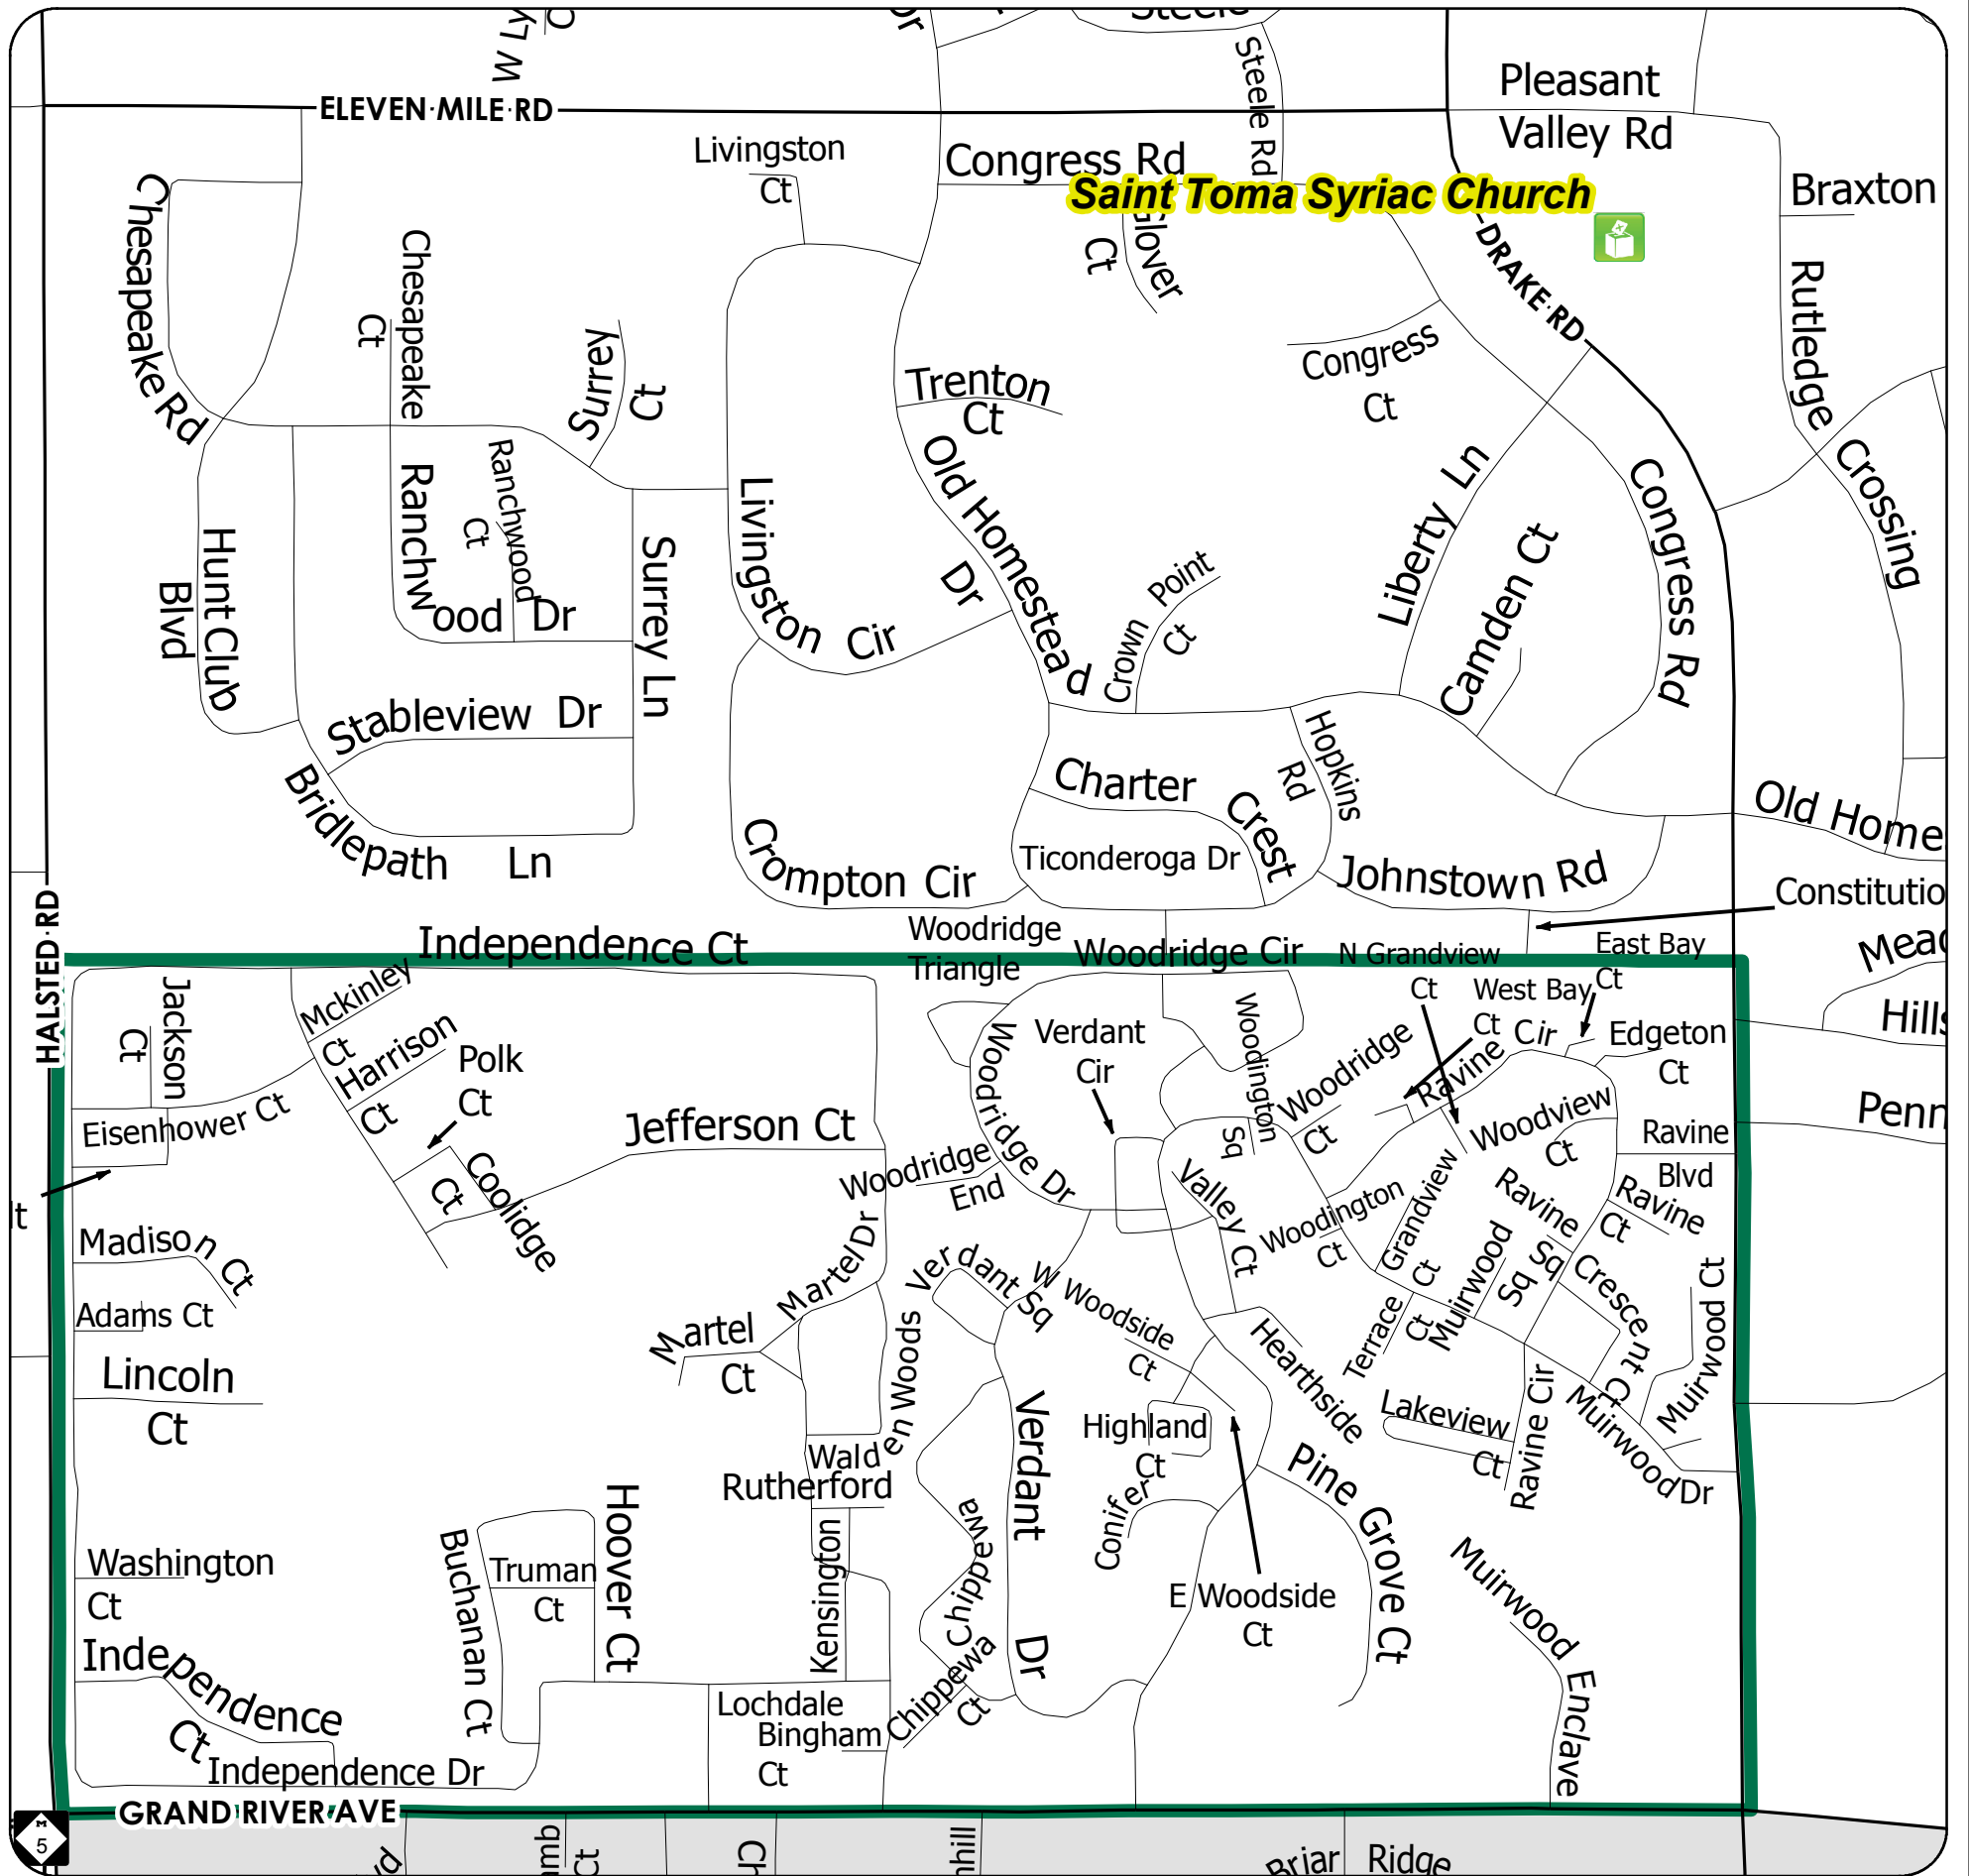 ELEVEN·MILE·RD
Steele Rd
Pleasant
Valley Rd
Livingston
Ct
Congress Rd
Saint Toma Syriac Church
Braxton
Chesapeake Rd
Chesapeake
Ct
Glover
Ct
DRAKE·RD
Rutledge
Crossing
Surrey
Ct
Trenton
Ct
Congress
Ct
Ranchwood
Ct
Ranchwood Dr
Hunt Club
Blvd
Surrey Ln
Livingston Cir
Old Homestead
Dr
Crown Point
Ct
Liberty Ln
Camden Ct
Congress Rd
Stableview Dr
Bridlepath Ln
Crompton Cir
Charter
Crest
Hopkins
Rd
Ticonderoga Dr
Johnstown Rd
Old Home
Constitutio
HALSTED·RD
Independence Ct
Woodridge
Triangle
Woodridge Cir
N Grandview
Ct
East Bay
Ct
West Bay
Ct
Mead
Hills
Penn
Jackson
Ct
Mckinley
Ct
Harrison
Ct
Polk
Ct
Coolidge
Ct
Eisenhower Ct
Jefferson Ct
Woodridge Dr
Woodridge
End
Verdant
Cir
Woodington
Sq
Woodridge
Ct
Ravine Cir
Edgeton
Ct
Woodview
Ct
Ravine
Blvd
Ravine
Ct
Ravine
Sq
lt
Madison Ct
Adams Ct
Lincoln
Ct
Martel
Ct
Martel Dr
Verdant Sq
Valley Ct
Woodington
Ct
Grandview
Ct
Muirwood
Sq
Crescent Ct
Muirwood Ct
W Woodside
Ct
Hearthside
Terrace
Ct
Walden Woods
Verdant
Dr
Highland
Ct
Lakeview
Ct
Ravine Cir
Muirwood Dr
Rutherford
Kensington
Chippewa
Chippewa
Ct
Conifer
E Woodside
Ct
Pine Grove Ct
Muirwood Enclave
Washington
Ct
Buchanan Ct
Truman
Ct
Hoover Ct
Independence
Ct
Independence Dr
Lochdale
Bingham
Ct
GRAND·RIVER·AVE
M
5
mb
Ct
nhill
Briar Ridge